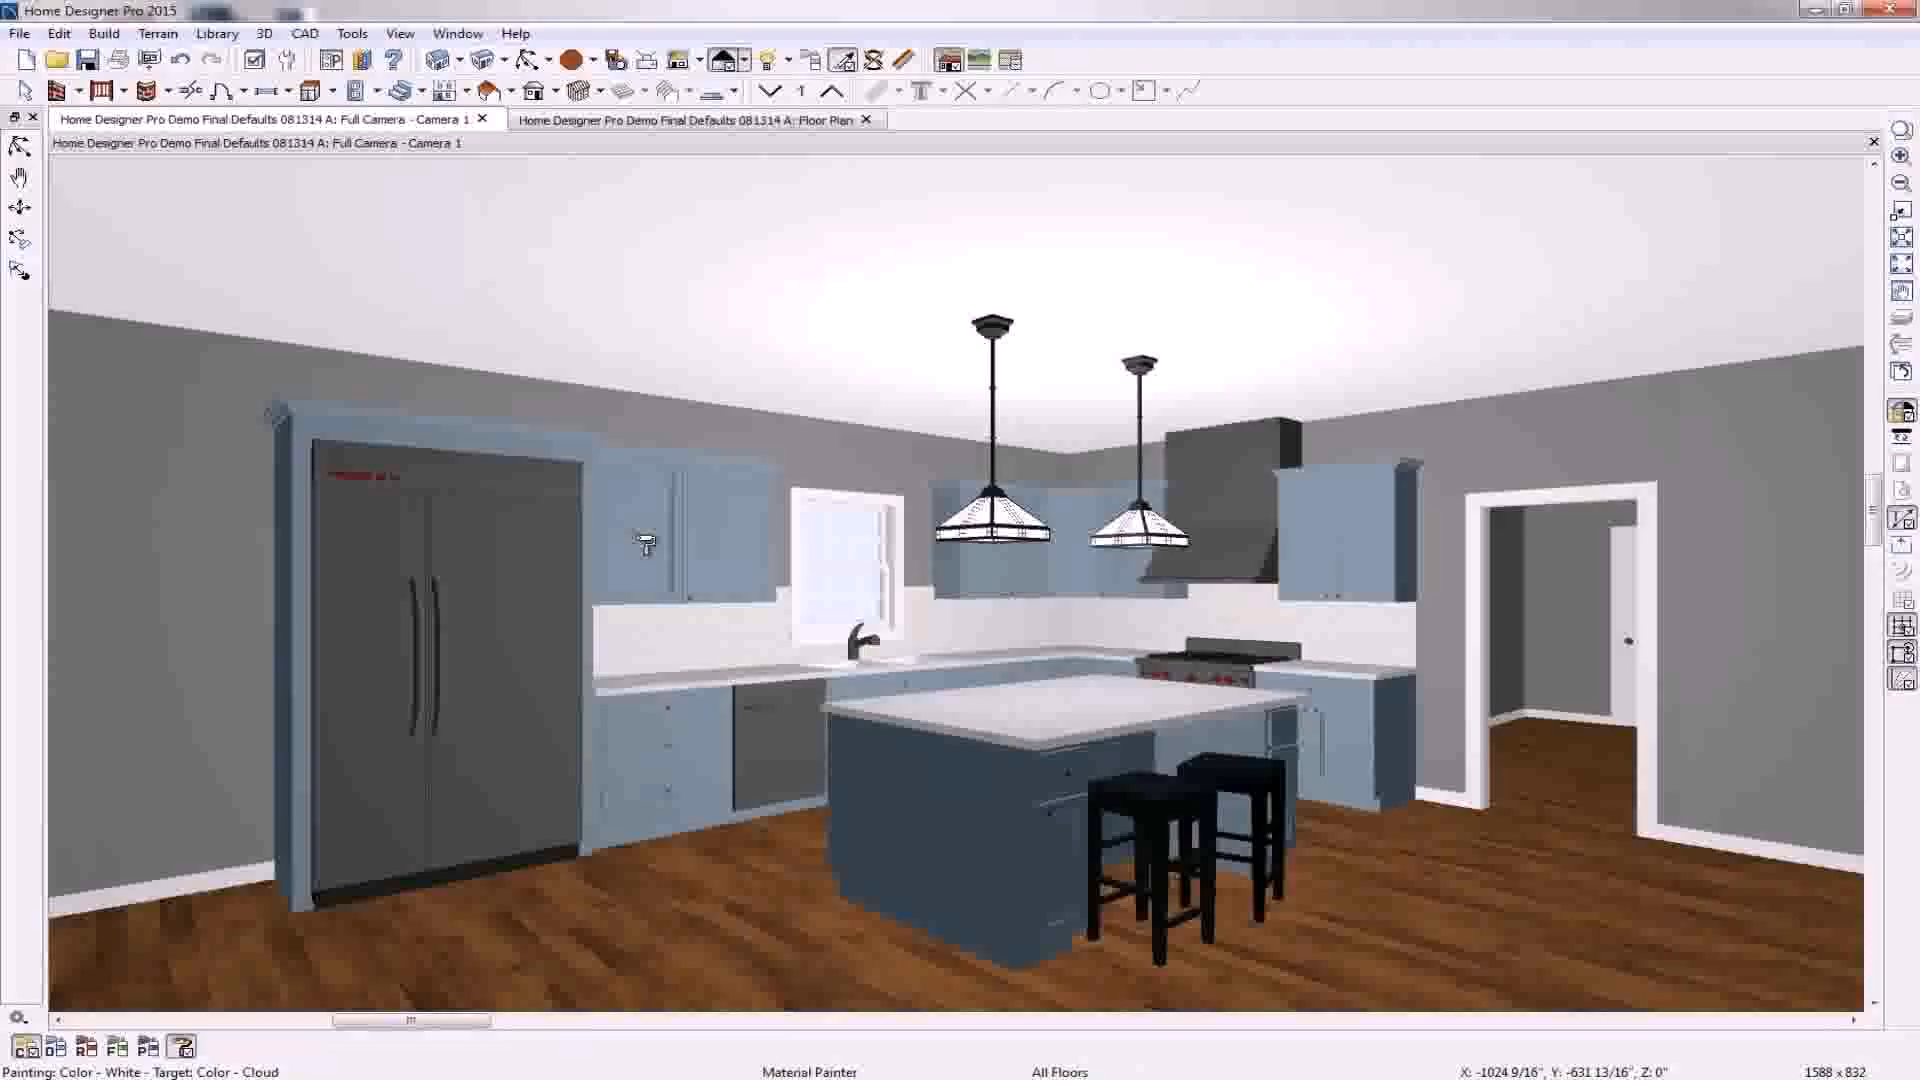 Home Designer Pro 2015
File Edit Build Terrain Library 3D CAD Tools View Window Help
Home Designer Pro Demo Final Defaults 081314 A: Full Camera - Camera 1
Home Designer Pro Demo Final Defaults 081314 A: Floor Plan
Home Designer Pro Demo Final Defaults 081314 A: Full Camera - Camera 1
C D R F P
Painting: Color - White - Target: Color - Cloud Material Painter All Floors X: -1024 9/16", Y: -631 13/16", Z: 0" 1588 x 832